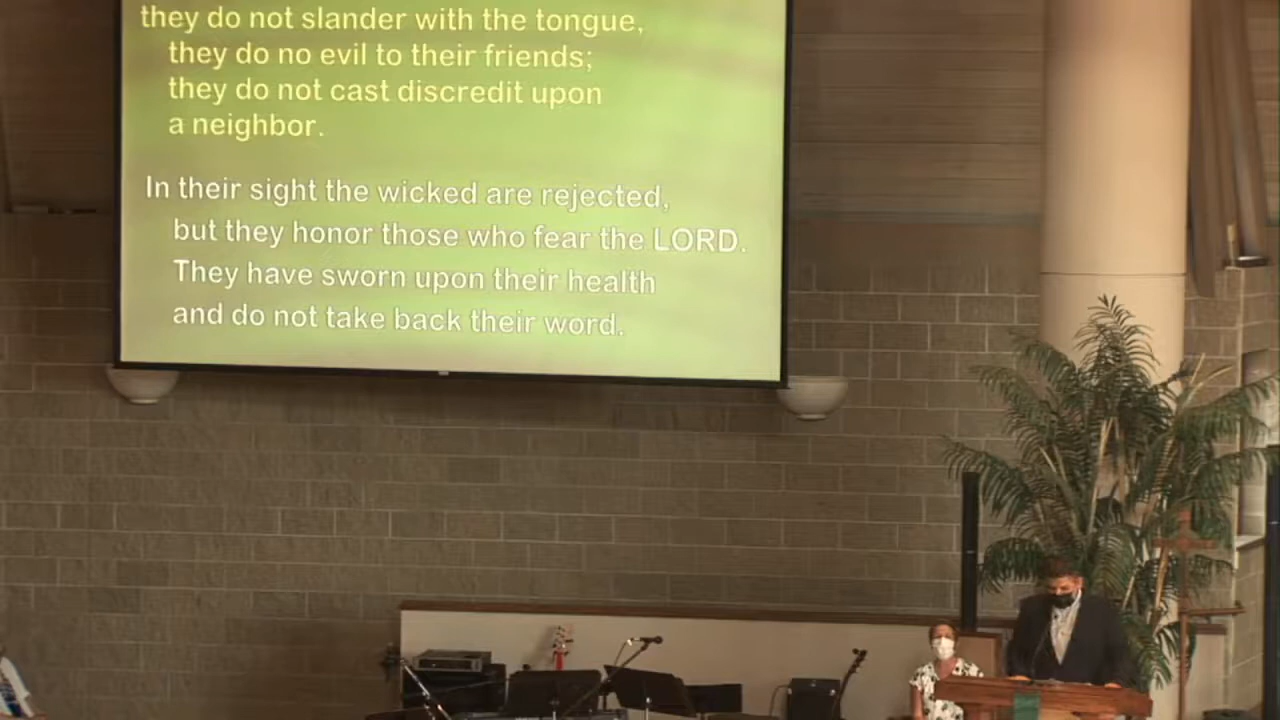 they do not slander with the tongue,
they do no evil to their friends;
they do not cast discredit upon
a neighbor.
In their sight the wicked are rejected,
but they honor those who fear the LORD.
They have sworn upon their health
and do not take back their word.